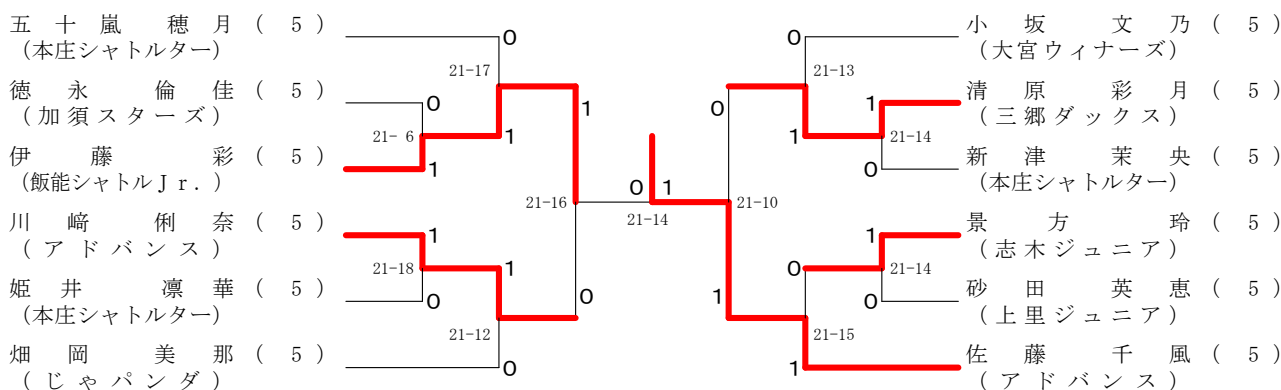 五十嵐 穂月 ( 5 )
(本庄シャトルター)
徳永 倫佳 ( 5 )
(加須スターズ)
伊藤 彩 ( 5 )
(飯能シャトルJr.)
川﨑 俐奈 ( 5 )
(アドバンス)
姫井 凛華 ( 5 )
(本庄シャトルター)
畑岡 美那 ( 5 )
(じゃパンダ)
0
21-17
0
21- 6
1
1
1
21-16
1
21-18
0
1
21-12
0
0
0 1
21-14
0
21-13
0
1
1
21-14
0
21-10
1
21-14
0
0
1
21-15
1
小坂 文乃 ( 5 )
(大宮ウィナーズ)
清原 彩月 ( 5 )
(三郷ダックス)
新津 茉央 ( 5 )
(本庄シャトルター)
景方 玲 ( 5 )
(志木ジュニア)
砂田 英恵 ( 5 )
(上里ジュニア)
佐藤 千風 ( 5 )
(アドバンス)